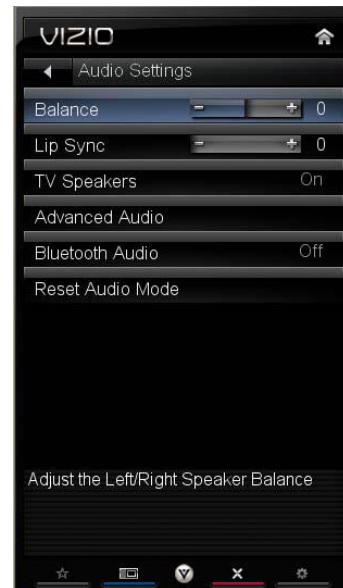 VIZIO
Audio Settings
Balance - + 0
Lip Sync - + 0
TV Speakers On
Advanced Audio
Bluetooth Audio Off
Reset Audio Mode
Adjust the Left/Right Speaker Balance
V